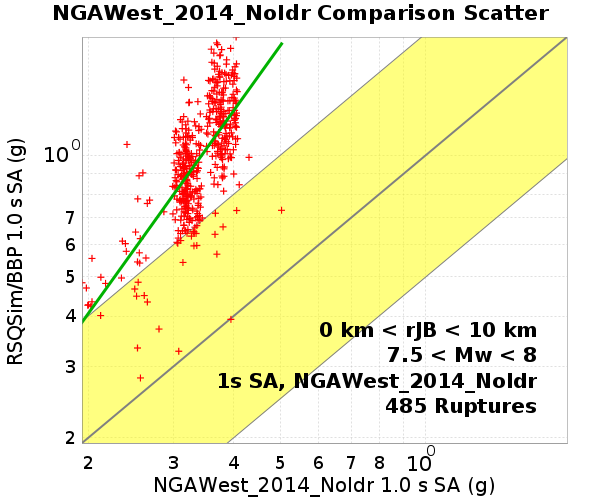 NGAWest_2014_NoIdr Comparison Scatter
RSQSim/BBP 1.0 s SA (g)
10^0
7
6
5
4
3
2
0 km < rJB < 10 km
7.5 < Mw < 8
1s SA, NGAWest_2014_NoIdr
485 Ruptures
2 3 4 5 6 7 8 10^0
NGAWest_2014_NoIdr 1.0 s SA (g)